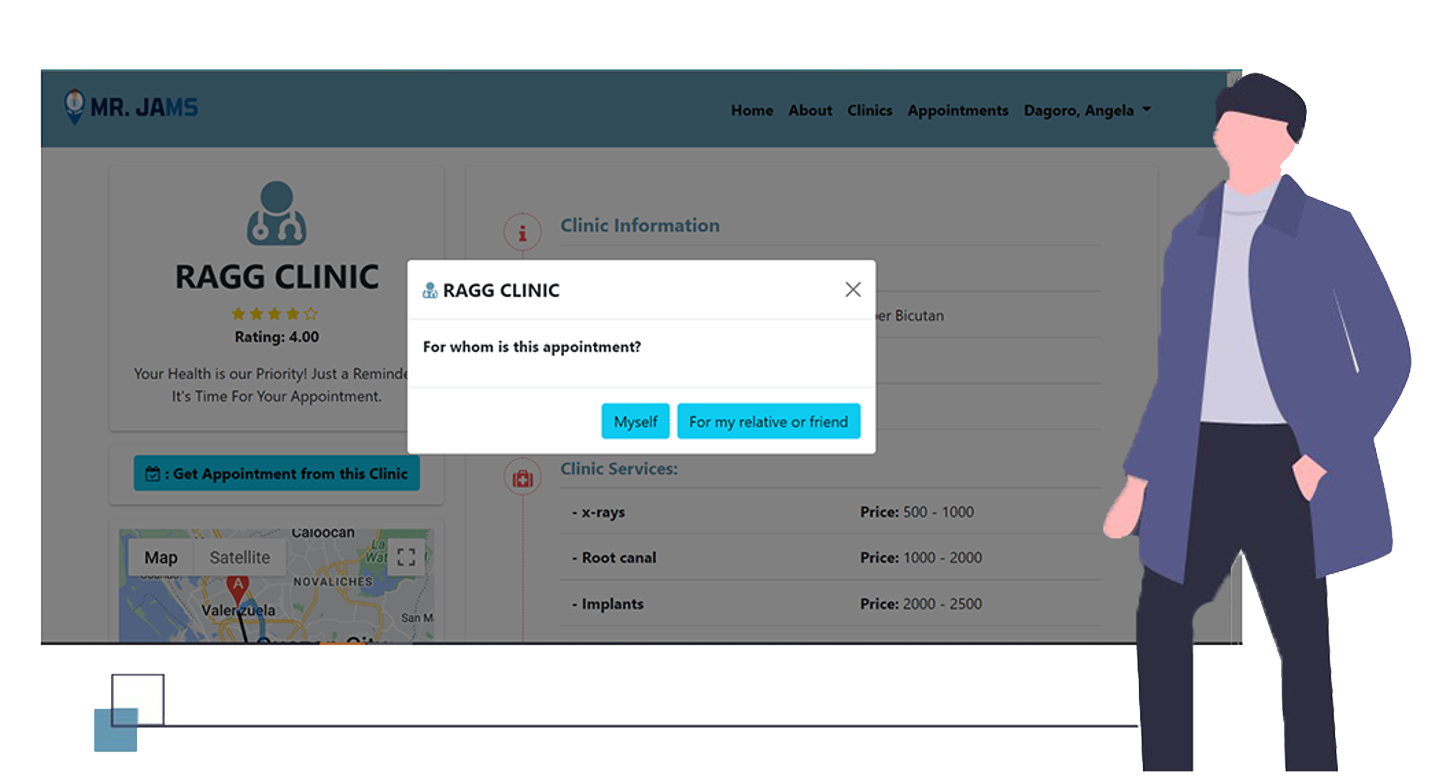 MR. JAMS
Home About Clinics Appointments Dagoro, Angela
RAGG CLINIC
Rating: 4.00
Your Health is our Priority! Just a
It's Time For Your Appointment.
: Get Appointment from this Clinic
Map Satellite
Caloocan
NOVALICHES
Valenzuela
San
Clinic Information
RAGG CLINIC
For whom is this appointment?
Myself For my relative or friend
Bicutan
Clinic Services:
- x-rays Price: 500 - 1000
- Root canal Price: 1000 - 2000
- Implants Price: 2000 - 2500